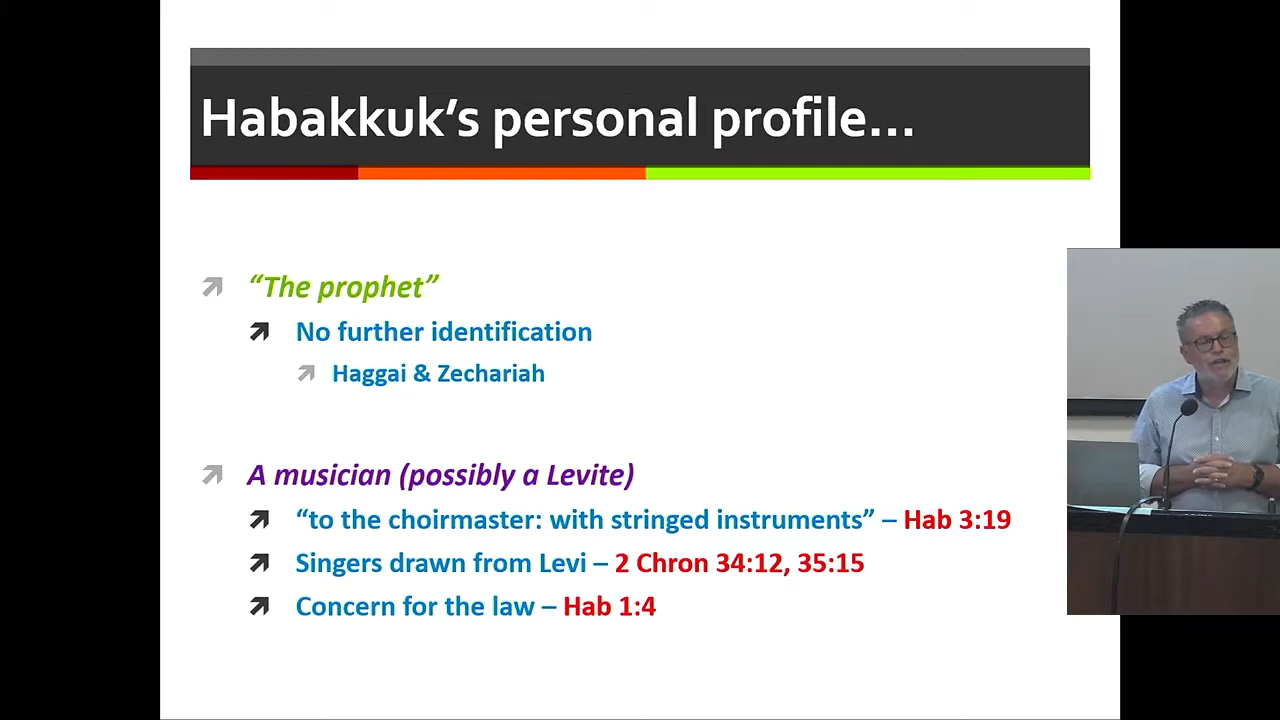 Habakkuk’s personal profile…
“The prophet”
No further identification
Haggai & Zechariah
A musician (possibly a Levite)
“to the choirmaster: with stringed instruments” – Hab 3:19
Singers drawn from Levi – 2 Chron 34:12, 35:15
Concern for the law – Hab 1:4